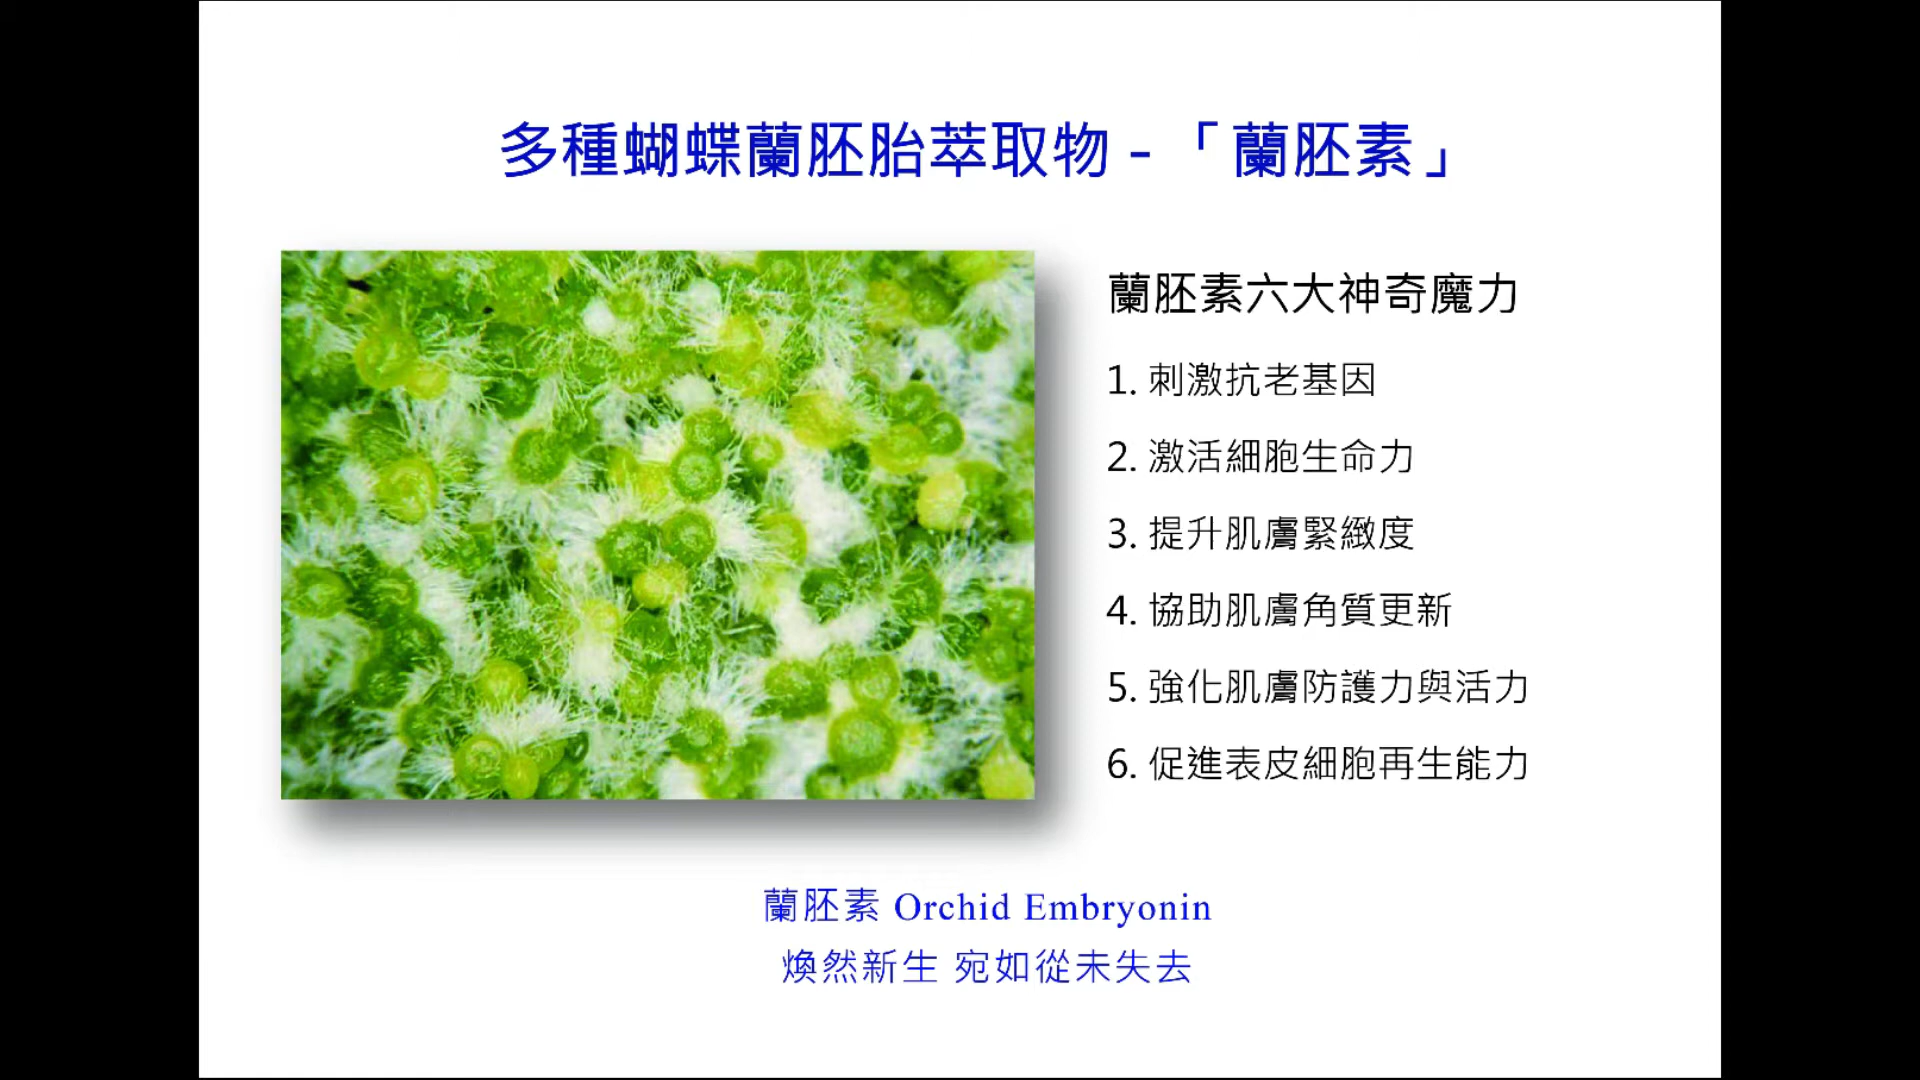 多種蝴蝶蘭胚胎萃取物 - 「蘭胚素」
蘭胚素六大神奇魔力
1. 刺激抗老基因
2. 激活細胞生命力
3. 提升肌膚緊緻度
4. 協助肌膚角質更新
5. 強化肌膚防護力與活力
6. 促進表皮細胞再生能力
蘭胚素 Orchid Embryonin
煥然新生 宛如從未失去